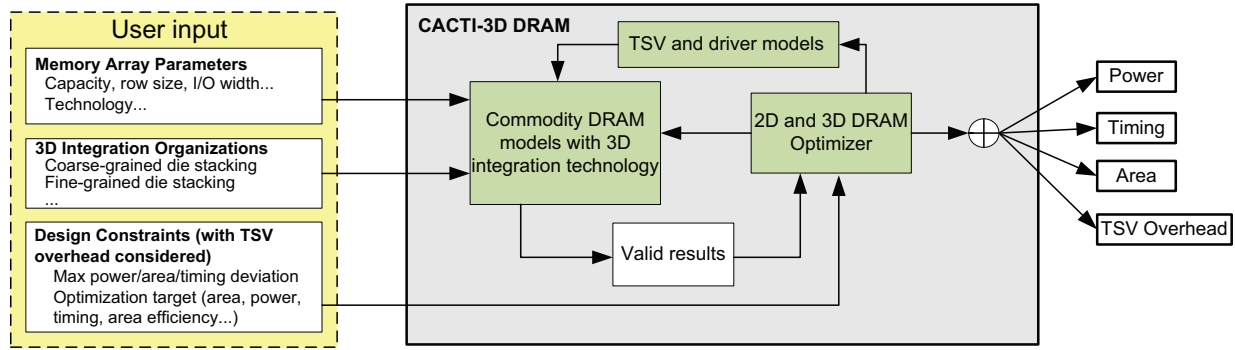 User input
Memory Array Parameters
Capacity, row size, I/O width...
Technology...
3D Integration Organizations
Coarse-grained die stacking
Fine-grained die stacking
...
Design Constraints (with TSV
overhead considered)
Max power/area/timing deviation
Optimization target (area, power,
timing, area efficiency...)
CACTI-3D DRAM
TSV and driver models
Commodity DRAM
models with 3D
integration technology
2D and 3D DRAM
Optimizer
Valid results
Power
Timing
Area
TSV Overhead